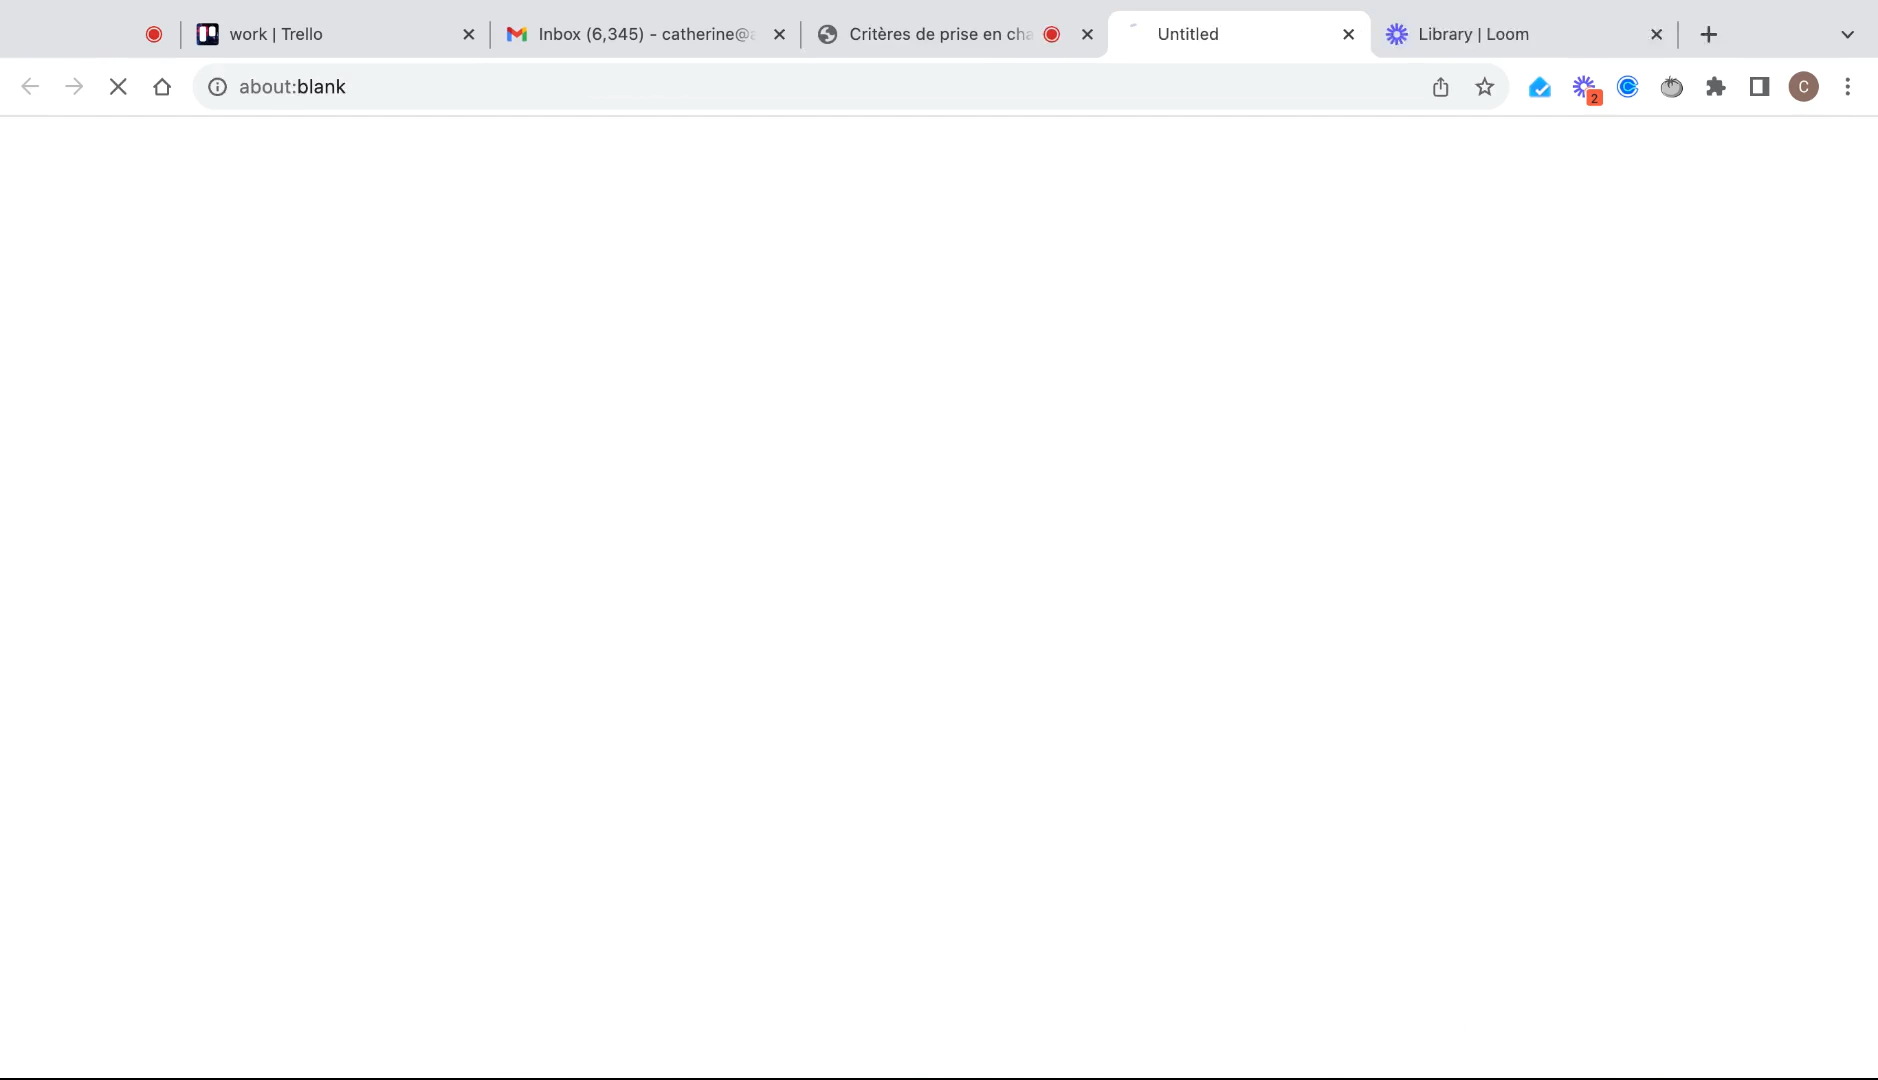 work | Trello
Inbox (6,345) - catherine@
Critères de prise en cha
Untitled
Library | Loom
about:blank
2
C